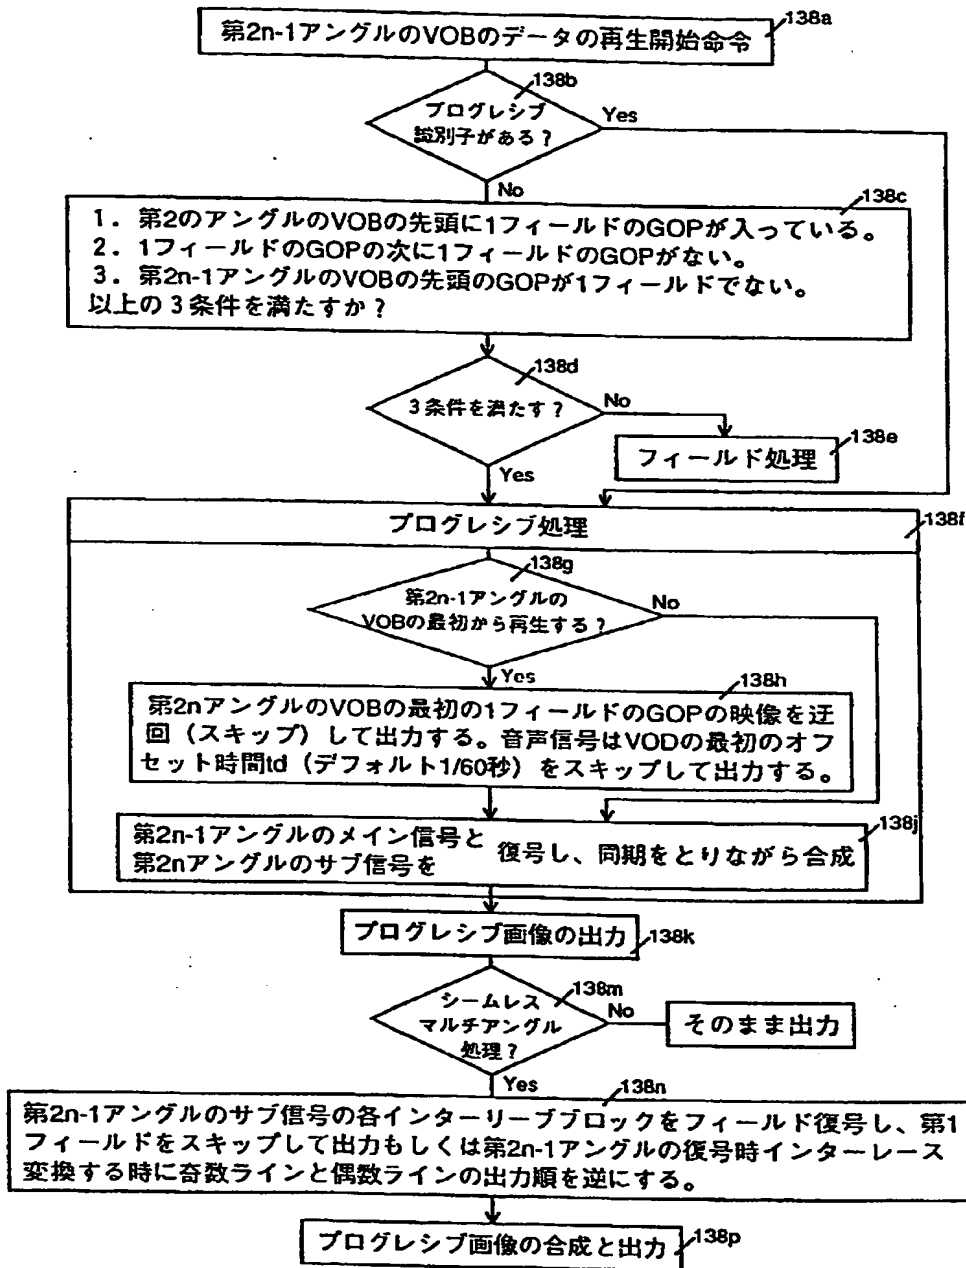 第2n-1アングルのVOBのデータの再生開始命令
138a
138b
プログレシブ
識別子がある?
Yes
No
138c
1. 第2のアングルのVOBの先頭に1フィールドのGOPが入っている。
2. 1フィールドのGOPの次に1フィールドのGOPがない。
3. 第2n-1アングルのVOBの先頭のGOPが1フィールドでない。
以上の3条件を満たすか?
138d
3条件を満たす?
No
138e
フィールド処理
Yes
プログレシブ処理
138f
138g
第2n-1アングルの
VOBの最初から再生する?
No
Yes
138h
第2nアングルのVOBの最初の1フィールドのGOPの映像を迂
回(スキップ)して出力する。音声信号はVODの最初のオフ
セット時間td(デフォルト1/60秒)をスキップして出力する。
138j
第2n-1アングルのメイン信号と
第2nアングルのサブ信号を
復号し、同期をとりながら合成
プログレシブ画像の出力
138k
138m
シームレス
マルチアングル
処理?
No
そのまま出力
Yes
138n
第2n-1アングルのサブ信号の各インターリーブブロックをフィールド復号し、第1
フィールドをスキップして出力もしくは第2n-1アングルの復号時インターレース
変換する時に奇数ラインと偶数ラインの出力順を逆にする。
プログレシブ画像の合成と出力
138p